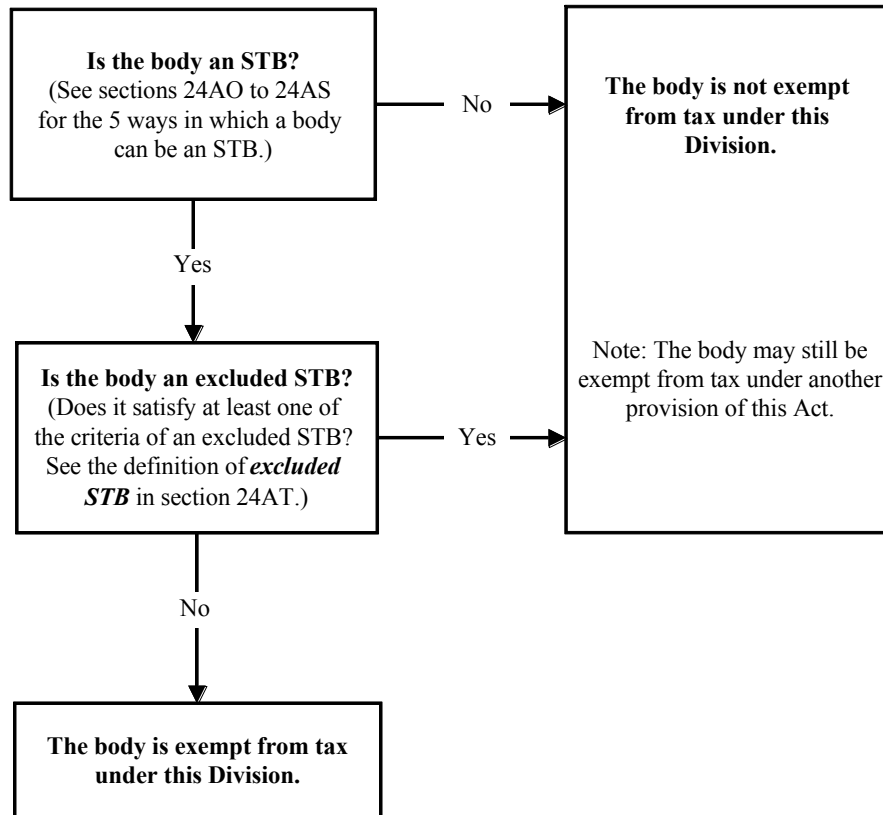 Is the body an STB?
(See sections 24AO to 24AS
for the 5 ways in which a body
can be an STB.)
No
The body is not exempt
from tax under this
Division.
Note: The body may still be
exempt from tax under another
provision of this Act.
Yes
Is the body an excluded STB?
(Does it satisfy at least one of
the criteria of an excluded STB?
See the definition of excluded
STB in section 24AT.)
Yes
No
The body is exempt from tax
under this Division.